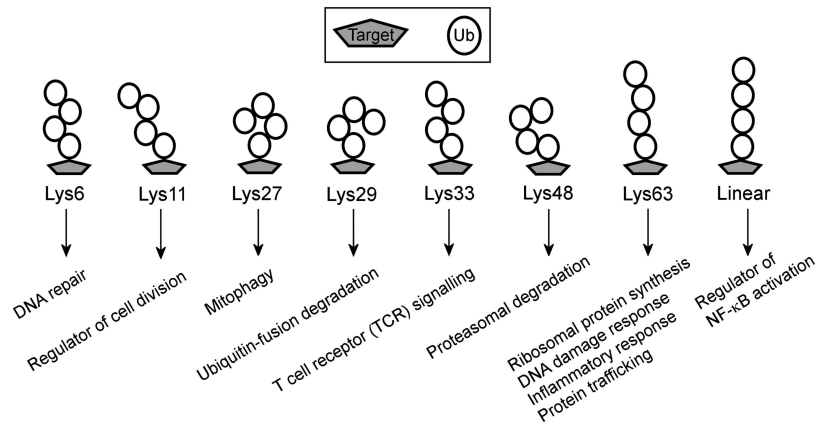 Target
Ub
Lys6
Lys11
Lys27
Lys29
Lys33
Lys48
Lys63
Linear
DNA repair
Regulator of cell division
Mitophagy
Ubiquitin-fusion degradation
T cell receptor (TCR) signalling
Proteasomal degradation
Ribosomal protein synthesis
DNA damage response
Inflammatory response
Protein trafficking
Regulator of
NF-κB activation